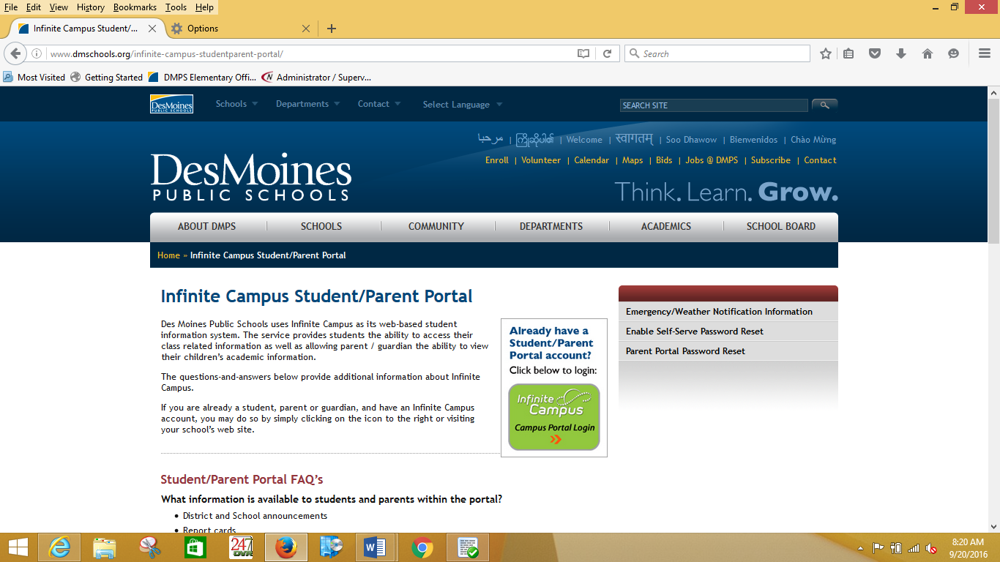 File Edit View History Bookmarks Tools Help
Infinite Campus Student/...
Options
www.dmschools.org/infinite-campus-studentparent-portal/
Search
Most Visited Getting Started DMPS Elementary Offi... Administrator / Superv...
DesMoines
PUBLIC SCHOOLS
Schools Departments Contact Select Language
SEARCH SITE
مرحبا | ကြိုဆိုပါ၏ | Welcome | स्वागतम् | Soo Dhawow | Bienvenidos | Chào Mừng
Enroll | Volunteer | Calendar | Maps | Bids | Jobs @ DMPS | Subscribe | Contact
DesMoines
PUBLIC SCHOOLS
Think. Learn. Grow.
ABOUT DMPS SCHOOLS COMMUNITY DEPARTMENTS ACADEMICS SCHOOL BOARD
Home » Infinite Campus Student/Parent Portal
Infinite Campus Student/Parent Portal
Des Moines Public Schools uses Infinite Campus as its web-based student
information system. The service provides students the ability to access their
class related information as well as allowing parent / guardian the ability to view
their children's academic information.
The questions-and-answers below provide additional information about Infinite
Campus.
If you are already a student, parent or guardian, and have an Infinite Campus
account, you may do so by simply clicking on the icon to the right or visiting
your school's web site.
Already have a
Student/Parent
Portal account?
Click below to login:
Infinite
Campus
Campus Portal Login
Emergency/Weather Notification Information
Enable Self-Serve Password Reset
Parent Portal Password Reset
Student/Parent Portal FAQ's
What information is available to students and parents within the portal?
• District and School announcements
• Report cards
247
DVR
8:20 AM
9/20/2016